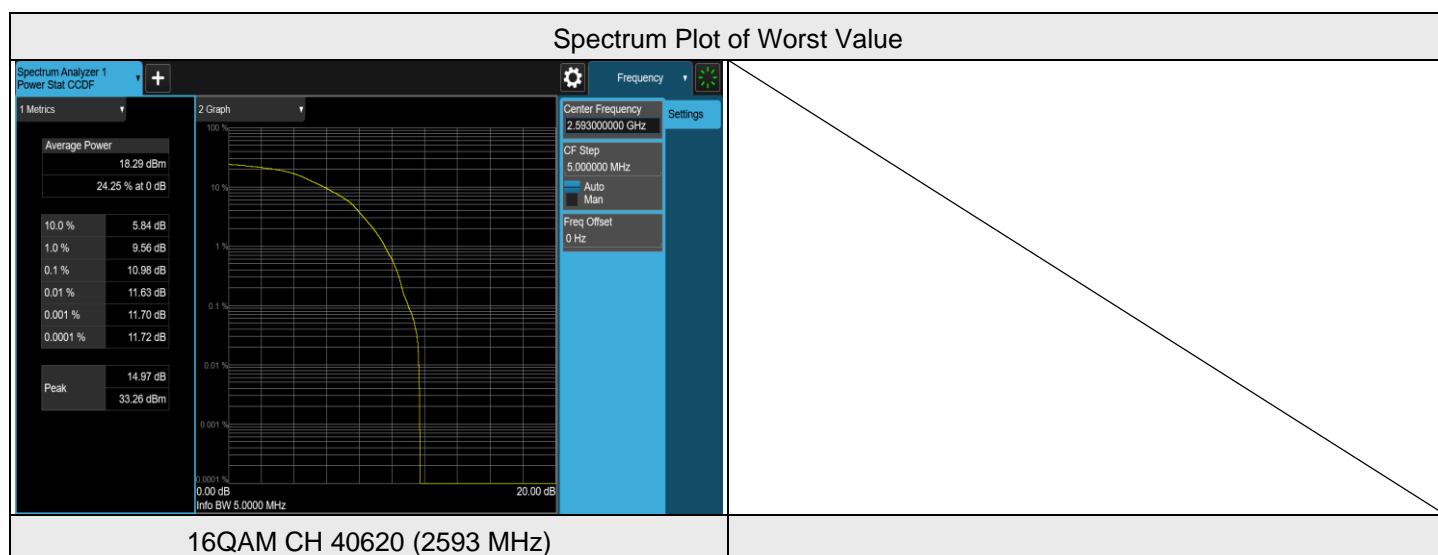 Spectrum Plot of Worst Value
Spectrum Analyzer 1
Power Stat CCDF
+
Frequency
1 Metrics
Average Power
18.29 dBm
24.25 % at 0 dB
10.0 % 5.84 dB
1.0 % 9.56 dB
0.1 % 10.98 dB
0.01 % 11.63 dB
0.001 % 11.70 dB
0.0001 % 11.72 dB
Peak
14.97 dB
33.26 dBm
2 Graph
100 %
10 %
1 %
0.1 %
0.01 %
0.001 %
0.0001 %
0.00 dB 20.00 dB
Info BW 5.0000 MHz
Center Frequency
2.593000000 GHz
CF Step
5.000000 MHz
Auto
Man
Freq Offset
0 Hz
Settings
16QAM CH 40620 (2593 MHz)